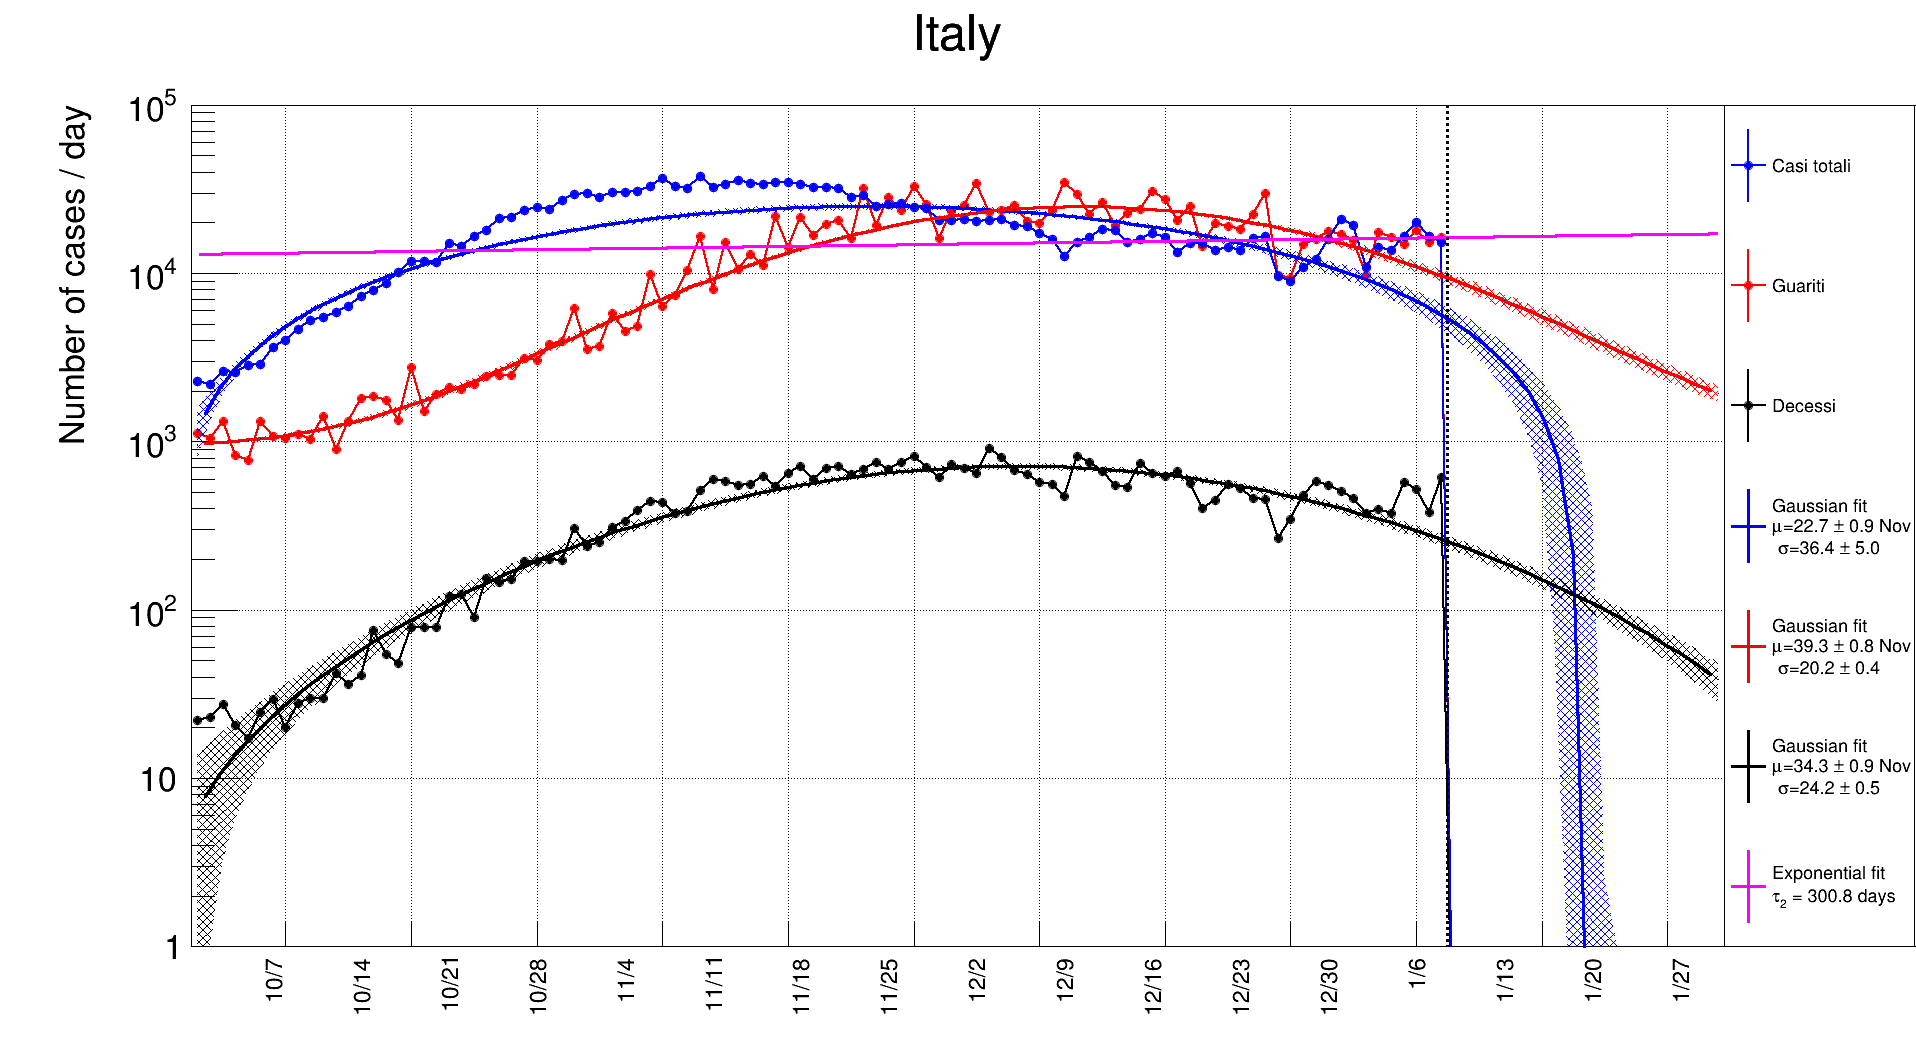 Italy
Number of cases / day
10^5
10^4
10^3
10^2
10
1
10/7
10/14
10/21
10/28
11/4
11/11
11/18
11/25
12/2
12/9
12/16
12/23
12/30
1/6
1/13
1/20
1/27
Casi totali
Guariti
Decessi
Gaussian fit
μ=22.7 ± 0.9 Nov
σ=36.4 ± 5.0
Gaussian fit
μ=39.3 ± 0.8 Nov
σ=20.2 ± 0.4
Gaussian fit
μ=34.3 ± 0.9 Nov
σ=24.2 ± 0.5
Exponential fit
τ₂ = 300.8 days